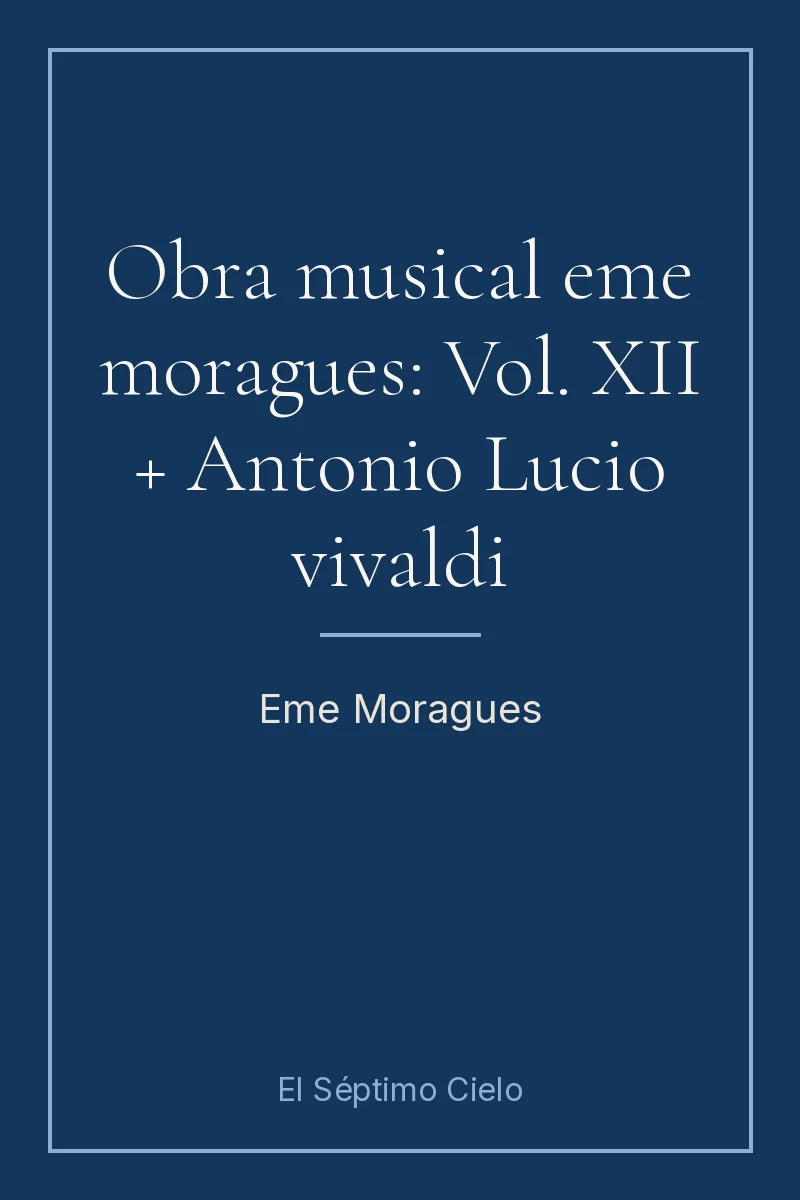 Obra musical eme
moragues: Vol. XII
+ Antonio Lucio
vivaldi
Eme Moragues
El Séptimo Cielo